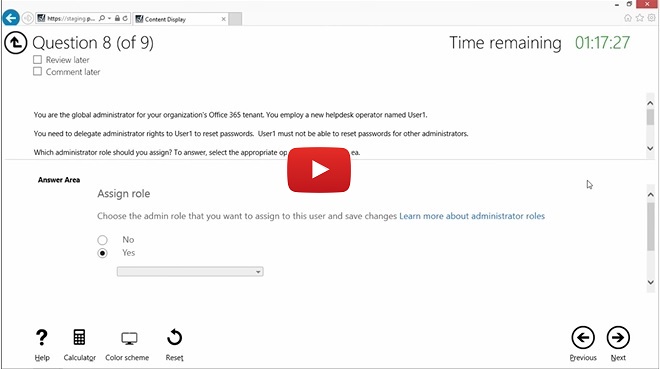 https://staging.p...
Content Display
Question 8 (of 9)
Time remaining 01:17:27
Review later
Comment later
You are the global administrator for your organization's Office 365 tenant. You employ a new helpdesk operator named User1.
You need to delegate administrator rights to User1 to reset passwords. User1 must not be able to reset passwords for other administrators.
Which administrator role should you assign? To answer, select the appropriate op ea.
Answer Area
Assign role
Choose the admin role that you want to assign to this user and save changes Learn more about administrator roles
No
Yes
Help
Calculator
Color scheme
Reset
Previous
Next